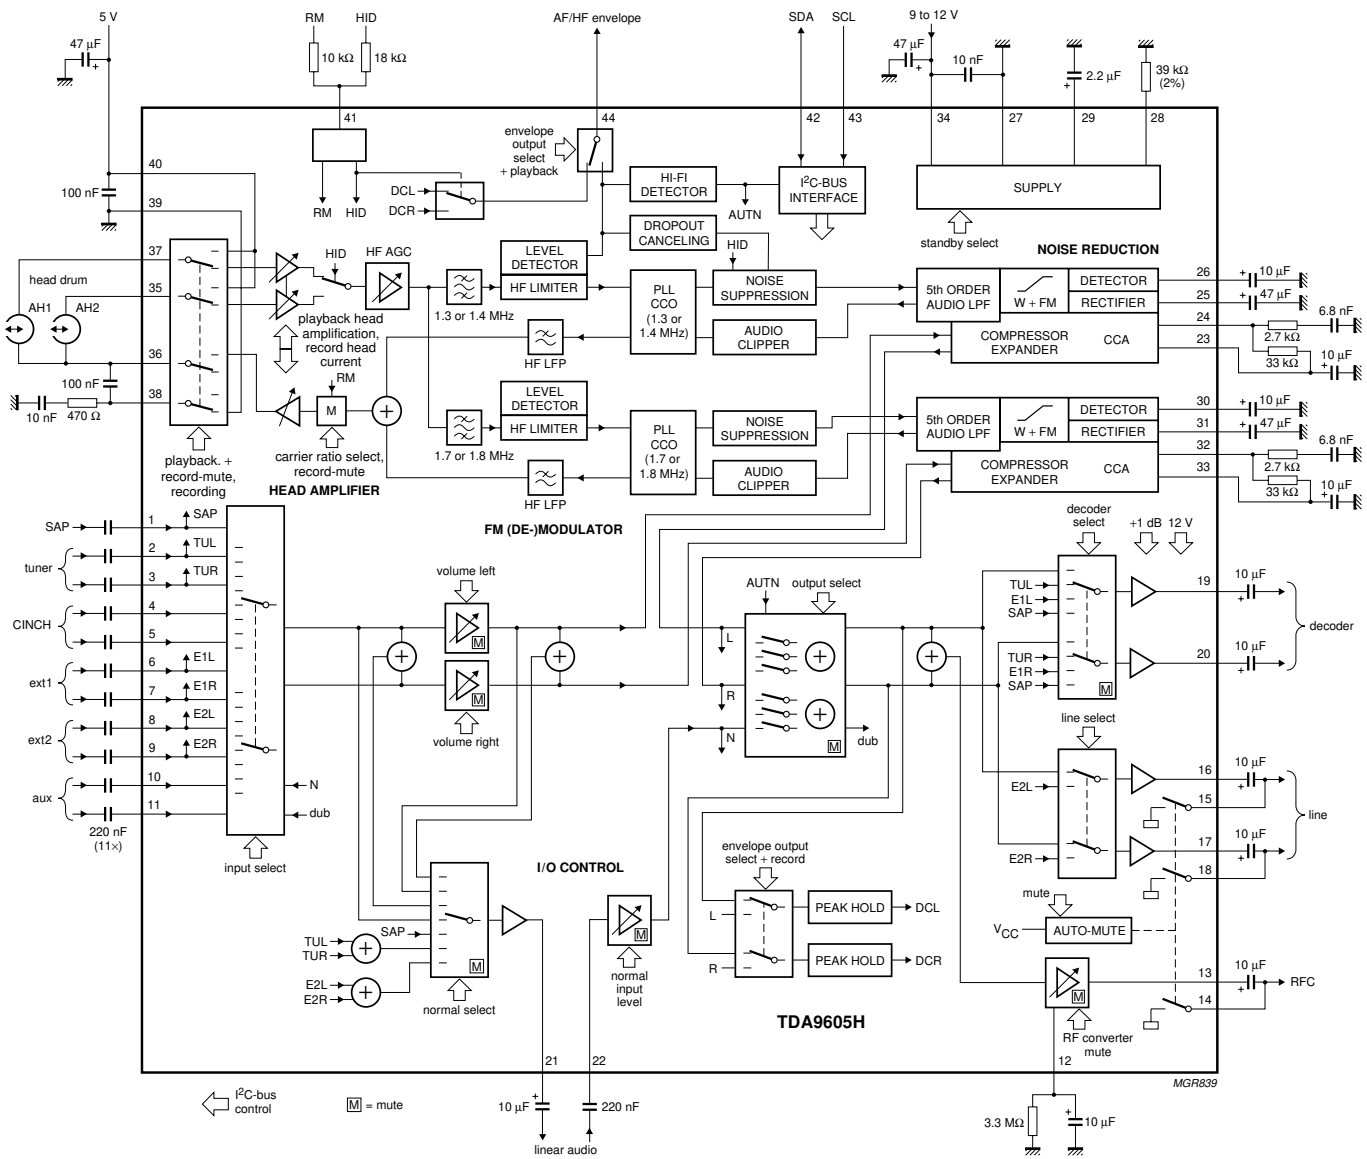 5 V
RM
HID
AF/HF envelope
SDA
SCL
9 to 12 V
47 µF
+
10 kΩ
18 kΩ
47 µF
+
10 nF
+
2.2 µF
39 kΩ
(2%)
41
44
42
43
34
27
29
28
envelope
output
select
+ playback
40
100 nF
39
RM
HID
DCL
DCR
HI-FI
DETECTOR
AUTN
I2C-BUS
INTERFACE
SUPPLY
standby select
DROPOUT
CANCELING
HID
NOISE REDUCTION
37
head drum
35
AH1
AH2
36
100 nF
38
10 nF
470 Ω
HID
HF AGC
playback head
amplification,
record head
current
RM
M
+
carrier ratio select,
record-mute
playback. +
record-mute,
recording
HEAD AMPLIFIER
1.3 or 1.4 MHz
LEVEL
DETECTOR
HF LIMITER
HF LFP
PLL
CCO
(1.3 or
1.4 MHz)
NOISE
SUPPRESSION
AUDIO
CLIPPER
5th ORDER
AUDIO LPF
W + FM
DETECTOR
RECTIFIER
COMPRESSOR
EXPANDER
CCA
26
+
10 µF
25
+
47 µF
24
6.8 nF
2.7 kΩ
23
33 kΩ
10 µF
+
1.7 or 1.8 MHz
LEVEL
DETECTOR
HF LIMITER
HF LFP
PLL
CCO
(1.7 or
1.8 MHz)
NOISE
SUPPRESSION
AUDIO
CLIPPER
5th ORDER
AUDIO LPF
W + FM
DETECTOR
RECTIFIER
COMPRESSOR
EXPANDER
CCA
30
+
10 µF
31
+
47 µF
32
6.8 nF
2.7 kΩ
33
33 kΩ
10 µF
+
FM (DE-)MODULATOR
SAP
1
SAP
tuner
2
TUL
3
TUR
CINCH
4
5
ext1
6
E1L
7
E1R
ext2
8
E2L
9
E2R
aux
10
11
220 nF
(11×)
N
dub
input select
volume left
M
+
+
M
volume right
AUTN
output select
L
R
N
+
+
M
dub
+
decoder
select
+1 dB
12 V
TUL
E1L
SAP
TUR
E1R
SAP
M
19
10 µF
+
20
10 µF
+
decoder
line select
E2L
E2R
16
10 µF
+
15
17
10 µF
+
18
line
I/O CONTROL
SAP
TUL
TUR
+
E2L
E2R
+
M
normal select
M
normal
input
level
envelope output
select + record
L
R
PEAK HOLD
DCL
PEAK HOLD
DCR
mute
VCC
AUTO-MUTE
M
RF converter
mute
13
10 µF
+
RFC
14
TDA9605H
21
22
12
MGR839
I2C-bus
control
M = mute
10 µF
+
220 nF
linear audio
3.3 MΩ
+
10 µF